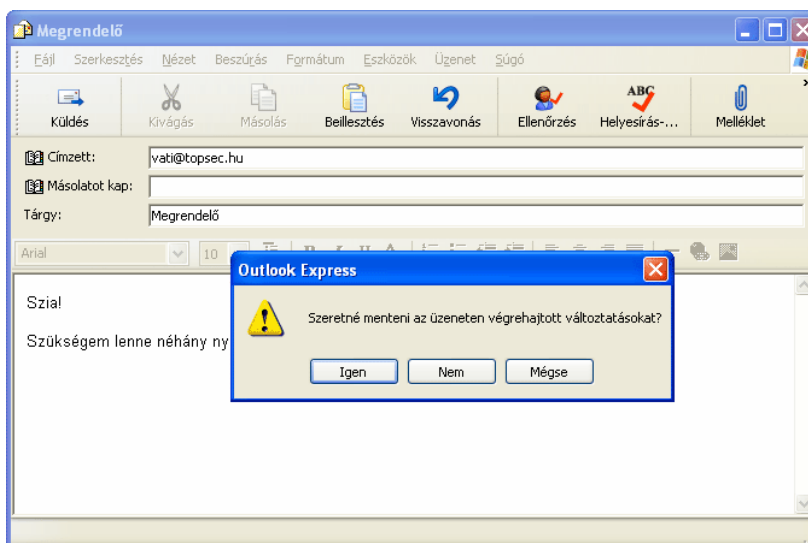 Megrendelő
Fájl Szerkesztés Nézet Beszúrás Formátum Eszközök Üzenet Súgó
Küldés Kivágás Másolás Beillesztés Visszavonás Ellenőrzés Helyesírás-... Melléklet
Címzett: vati@topsec.hu
Másolatot kap:
Tárgy: Megrendelő
Arial 10
Outlook Express
Szia!
Szeretné menteni az üzeneten végrehajtott változtatásokat?
Szükségem lenne néhány ny
Igen Nem Mégse